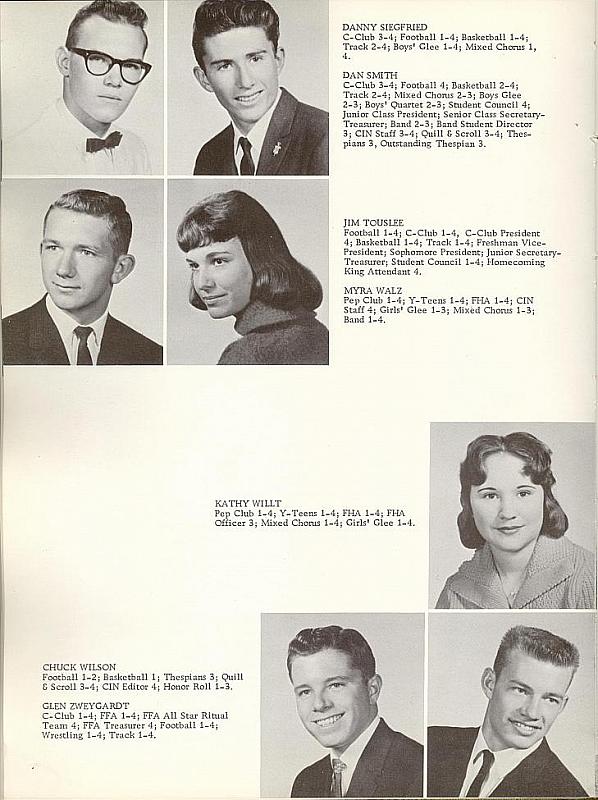 DANNY SIEGFRIED
C-Club 3-4; Football 1-4; Basketball 1-4;
Track 2-4; Boys' Glee 1-4; Mixed Chorus 1,
4.
DAN SMITH
C-Club 3-4; Football 4; Basketball 2-4;
Track 2-4; Mixed Chorus 2-3; Boys Glee
2-3; Boys' Quartet 2-3; Student Council 4;
Junior Class President; Senior Class Secretary-
Treasurer; Band 2-3; Band Student Director
3; CIN Staff 3-4; Quill & Scroll 3-4; Thes-
pians 3, Outstanding Thespian 3.
JIM TOUSLEE
Football 1-4; C-Club 1-4, C-Club President
4; Basketball 1-4; Track 1-4; Freshman Vice-
President; Sophomore President; Junior Secretary-
Treasurer; Student Council 1-4; Homecoming
King Attendant 4.
MYRA WALZ
Pep Club 1-4; Y-Teens 1-4; FHA 1-4; CIN
Staff 4; Girls' Glee 1-3; Mixed Chorus 1-3;
Band 1-4.
KATHY WILLT
Pep Club 1-4; Y-Teens 1-4; FHA 1-4; FHA
Officer 3; Mixed Chorus 1-4; Girls' Glee 1-4.
CHUCK WILSON
Football 1-2; Basketball 1; Thespians 3; Quill
& Scroll 3-4; CIN Editor 4; Honor Roll 1-3.
GLEN ZWEYGARDT
C-Club 1-4; FFA 1-4; FFA All Star Ritual
Team 4; FFA Treasurer 4; Football 1-4;
Wrestling 1-4; Track 1-4.